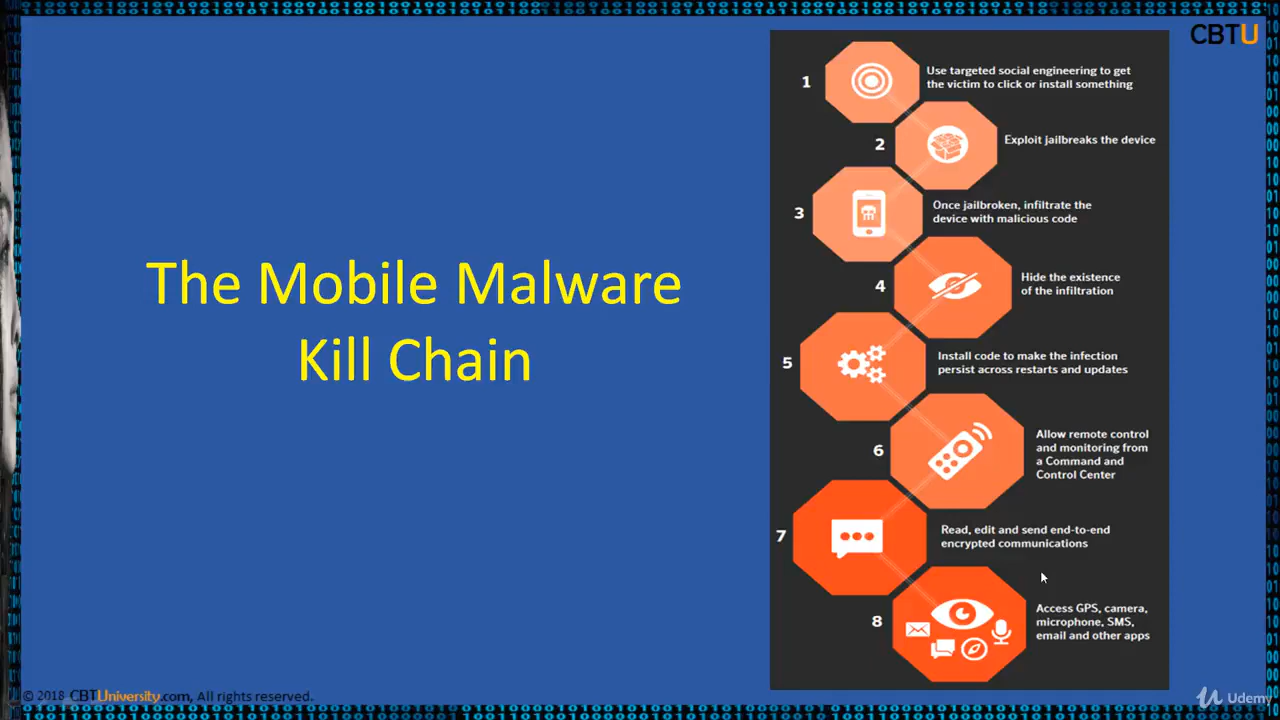 CBTU
The Mobile Malware
Kill Chain
1
Use targeted social engineering to get
the victim to click or install something
2
Exploit jailbreaks the device
3
Once jailbroken, infiltrate the
device with malicious code
4
Hide the existence
of the infiltration
5
Install code to make the infection
persist across restarts and updates
6
Allow remote control
and monitoring from
a Command and
Control Center
7
Read, edit and send end-to-end
encrypted communications
8
Access GPS, camera,
microphone, SMS,
email and other apps
© 2018 CBTUniversity.com, All rights reserved.
Udemy